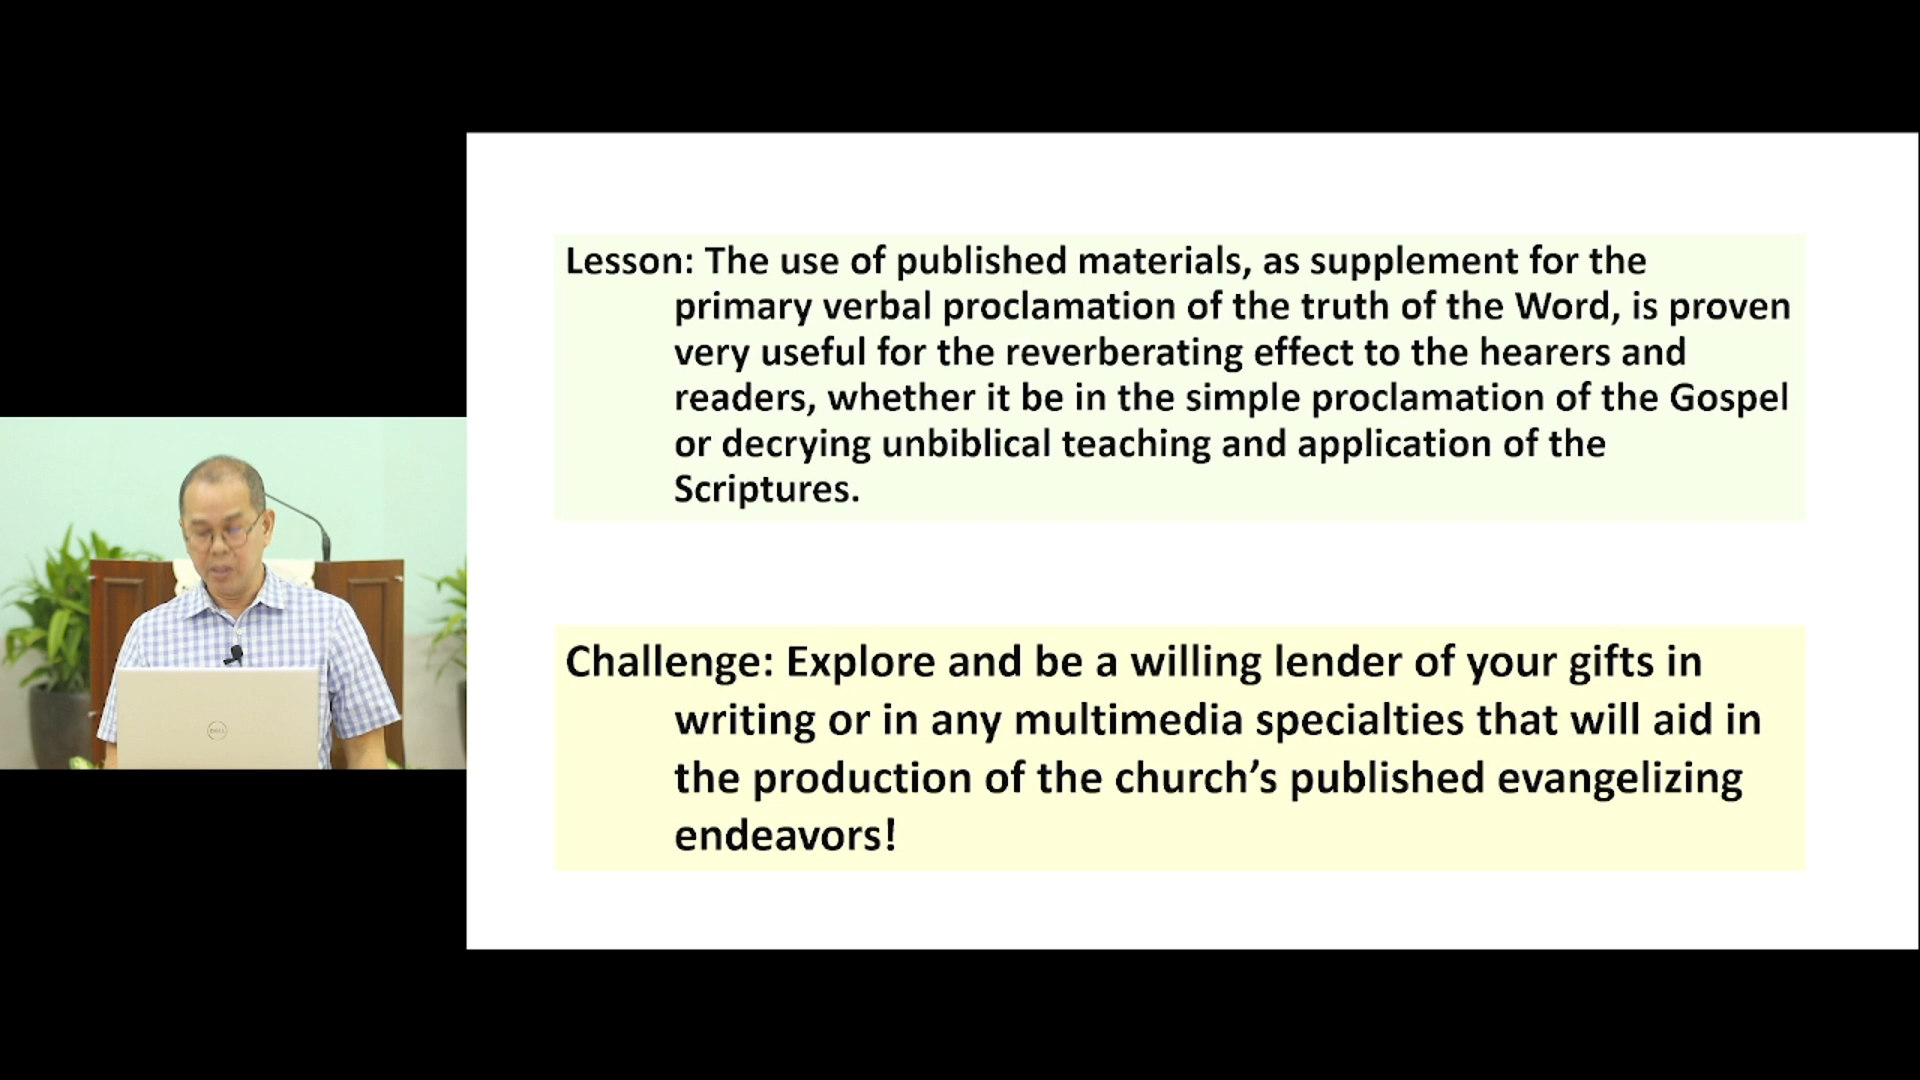 Lesson: The use of published materials, as supplement for the
primary verbal proclamation of the truth of the Word, is proven
very useful for the reverberating effect to the hearers and
readers, whether it be in the simple proclamation of the Gospel
or decrying unbiblical teaching and application of the
Scriptures.
Challenge: Explore and be a willing lender of your gifts in
writing or in any multimedia specialties that will aid in
the production of the church’s published evangelizing
endeavors!
DELL